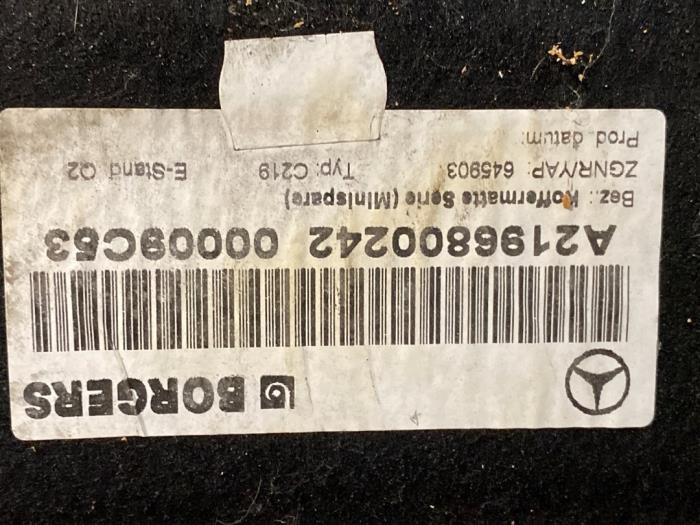 BORGERS
A2196800242 00009C53
Bez.: Koffermatte Serie (Minispare)
ZGNR/YAP: 645903 Typ: C219 E-Stand Q2
Prod. datum: